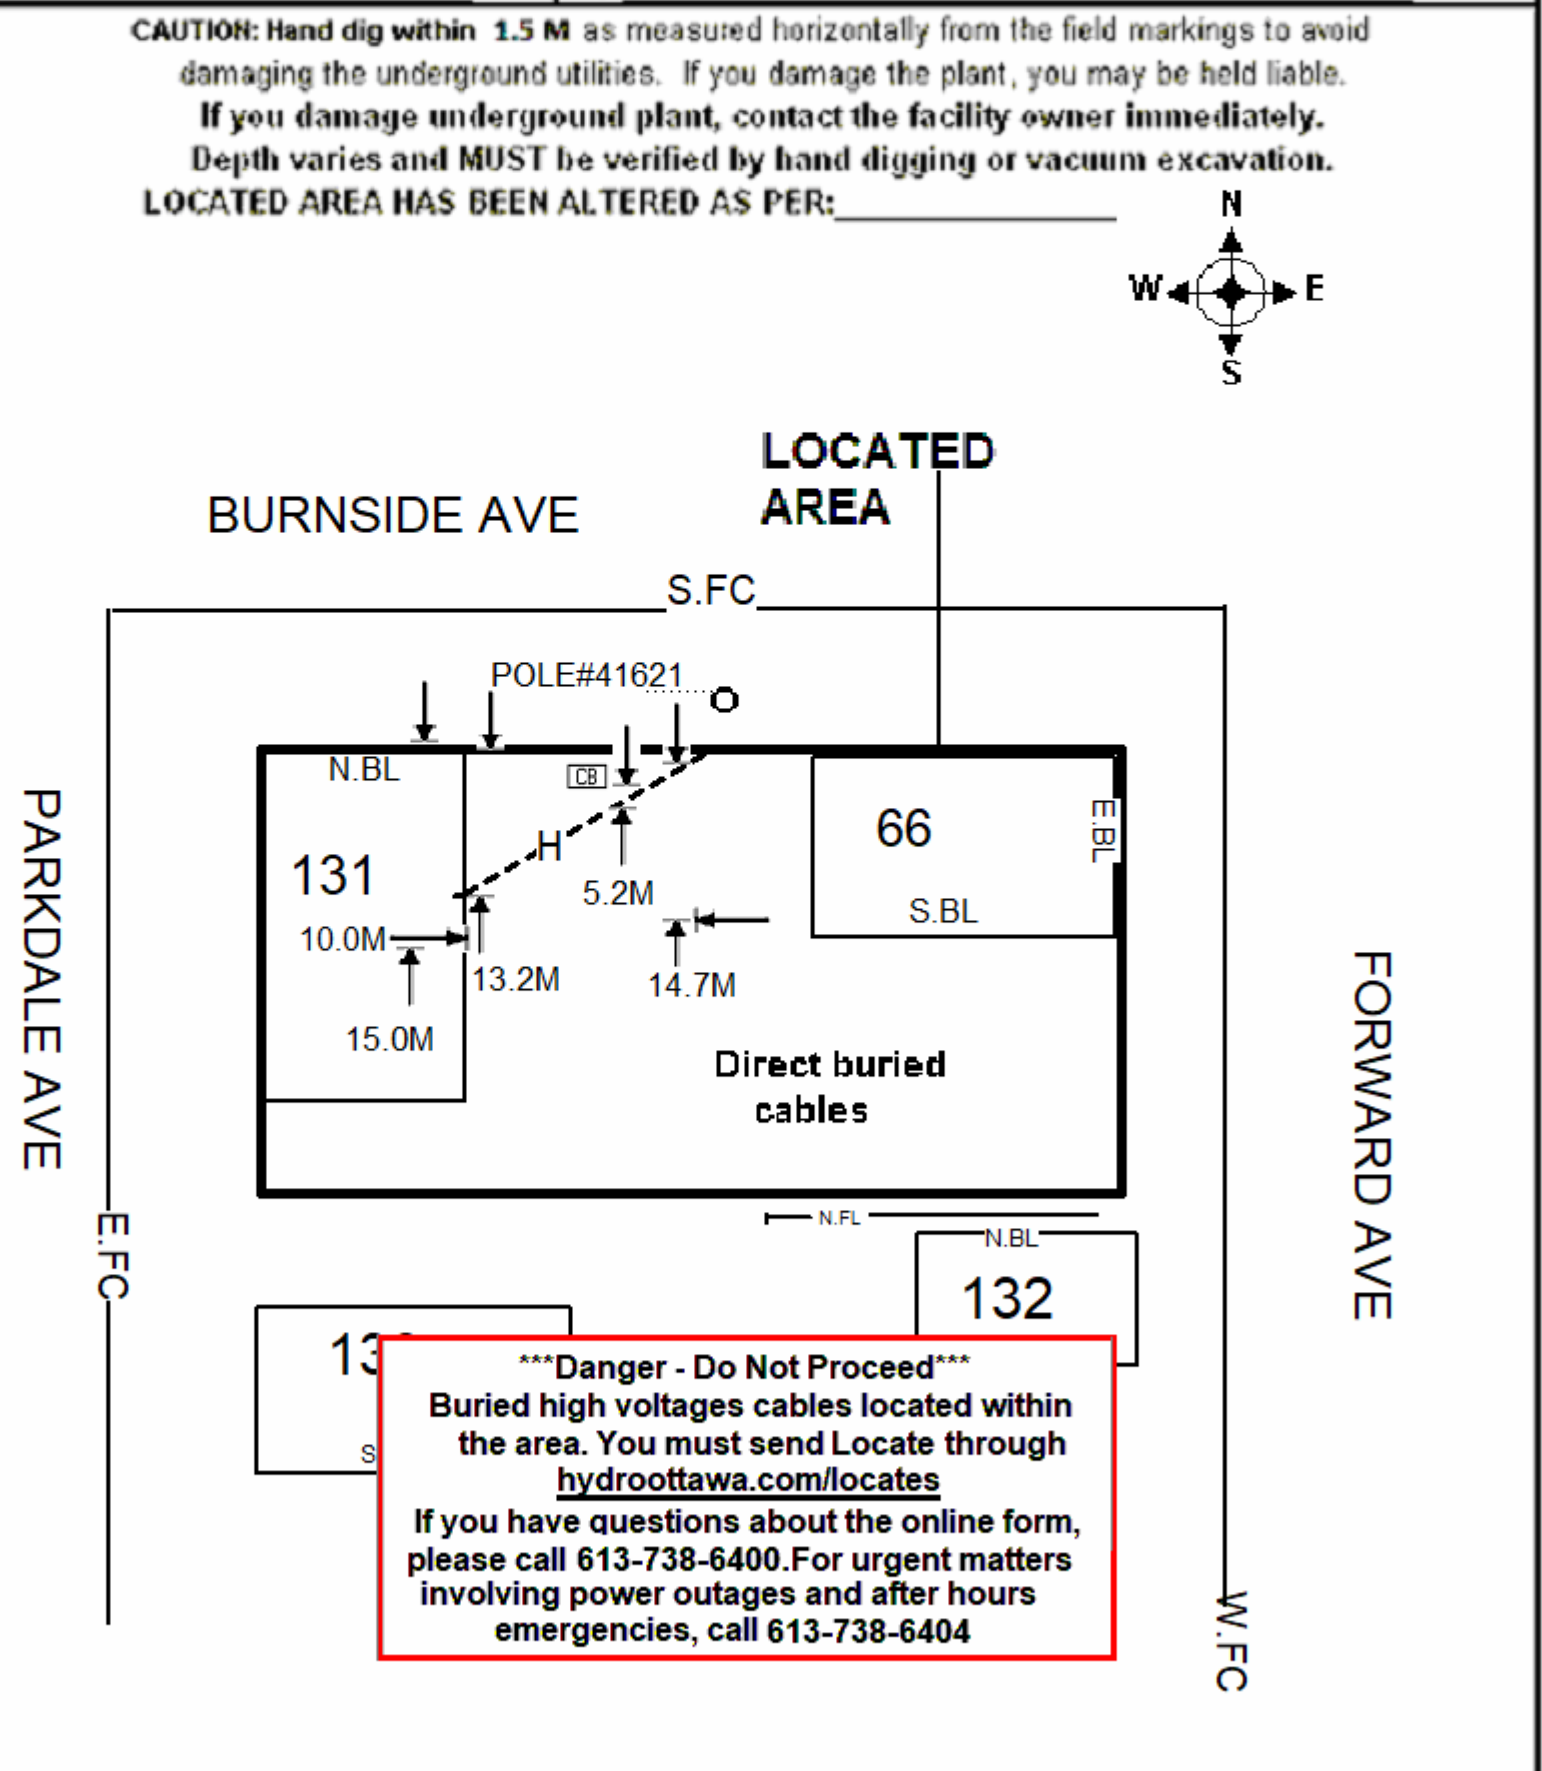 CAUTION: Hand dig within 1.5 M as measured horizontally from the field markings to avoid
damaging the underground utilities. If you damage the plant, you may be held liable.
If you damage underground plant, contact the facility owner immediately.
Depth varies and MUST be verified by hand digging or vacuum excavation.
LOCATED AREA HAS BEEN ALTERED AS PER:
N
W
E
S
LOCATED
AREA
BURNSIDE AVE
S.FC
POLE#41621
N.BL
CB
131
H
66
E.BL
5.2M
S.BL
10.0M
13.2M
14.7M
15.0M
PARKDALE AVE
FORWARD AVE
Direct buried
cables
E.FC
N.FL
N.BL
132
***Danger - Do Not Proceed***
Buried high voltages cables located within
the area. You must send Locate through
hydroottawa.com/locates
If you have questions about the online form,
please call 613-738-6400.For urgent matters
involving power outages and after hours
emergencies, call 613-738-6404
W.FC